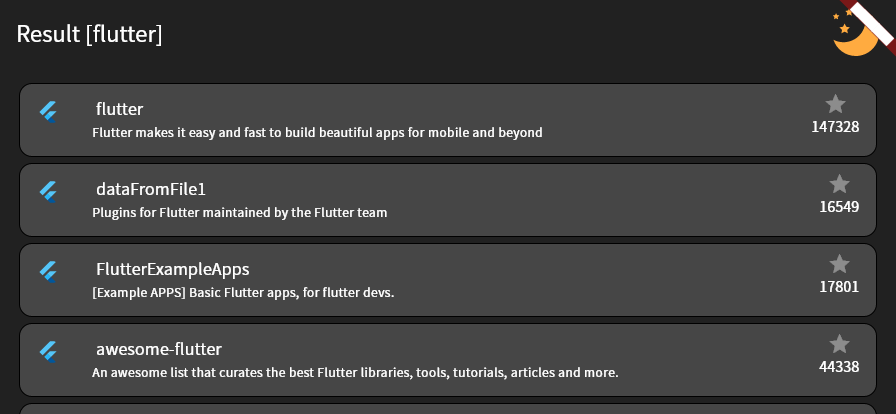 Result [flutter]
flutter
Flutter makes it easy and fast to build beautiful apps for mobile and beyond
147328
dataFromFile1
Plugins for Flutter maintained by the Flutter team
16549
FlutterExampleApps
[Example APPS] Basic Flutter apps, for flutter devs.
17801
awesome-flutter
An awesome list that curates the best Flutter libraries, tools, tutorials, articles and more.
44338